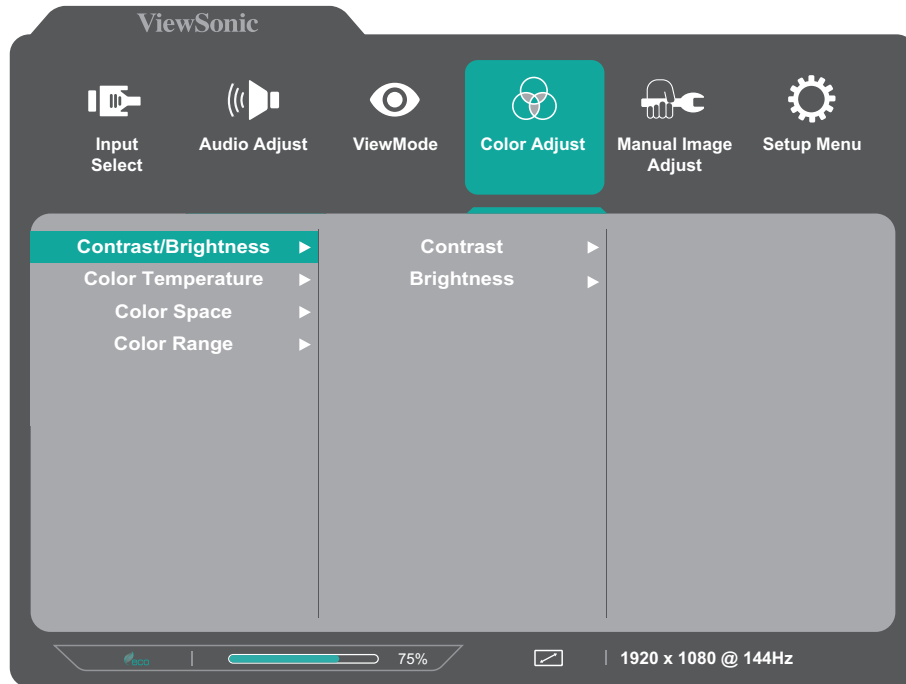 ViewSonic
Input
Select
Audio Adjust
ViewMode
Color Adjust
Manual Image
Adjust
Setup Menu
Contrast/Brightness
Color Temperature
Color Space
Color Range
Contrast
Brightness
eco
75%
1920 x 1080 @ 144Hz